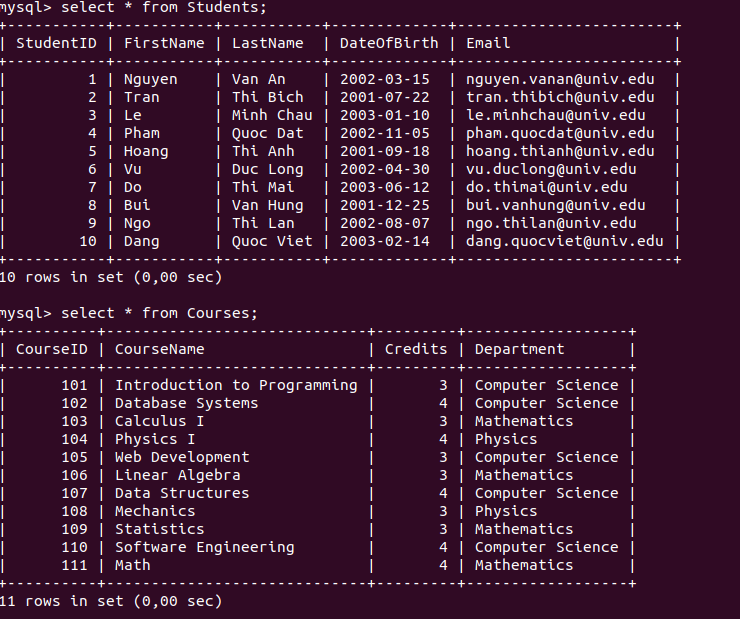 mysql> select * from Students;
+-----------+-----------+------------+-------------+-------------------------+
| StudentID | FirstName | LastName  | DateOfBirth | Email                   |
+-----------+-----------+------------+-------------+-------------------------+
|         1 | Nguyen    | Van An    | 2002-03-15  | nguyen.vanan@univ.edu   |
|         2 | Tran      | Thi Bich  | 2001-07-22  | tran.thibich@univ.edu   |
|         3 | Le        | Minh Chau | 2003-01-10  | le.minhchau@univ.edu    |
|         4 | Pham      | Quoc Dat  | 2002-11-05  | pham.quocdat@univ.edu   |
|         5 | Hoang     | Thi Anh   | 2001-09-18  | hoang.thianh@univ.edu   |
|         6 | Vu        | Duc Long  | 2002-04-30  | vu.duclong@univ.edu     |
|         7 | Do        | Thi Mai   | 2003-06-12  | do.thimai@univ.edu      |
|         8 | Bui       | Van Hung  | 2001-12-25  | bui.vanhung@univ.edu    |
|         9 | Ngo       | Thi Lan   | 2002-08-07  | ngo.thilan@univ.edu     |
|        10 | Dang      | Quoc Viet | 2003-02-14  | dang.quocviet@univ.edu  |
+-----------+-----------+------------+-------------+-------------------------+
10 rows in set (0,00 sec)
mysql> select * from Courses;
+----------+-----------------------------+---------+------------------+
| CourseID | CourseName                  | Credits | Department       |
+----------+-----------------------------+---------+------------------+
|      101 | Introduction to Programming |       3 | Computer Science |
|      102 | Database Systems            |       4 | Computer Science |
|      103 | Calculus I                  |       3 | Mathematics      |
|      104 | Physics I                   |       4 | Physics          |
|      105 | Web Development             |       3 | Computer Science |
|      106 | Linear Algebra              |       3 | Mathematics      |
|      107 | Data Structures             |       4 | Computer Science |
|      108 | Mechanics                   |       3 | Physics          |
|      109 | Statistics                  |       3 | Mathematics      |
|      110 | Software Engineering        |       4 | Computer Science |
|      111 | Math                        |       4 | Mathematics      |
+----------+-----------------------------+---------+------------------+
11 rows in set (0,00 sec)